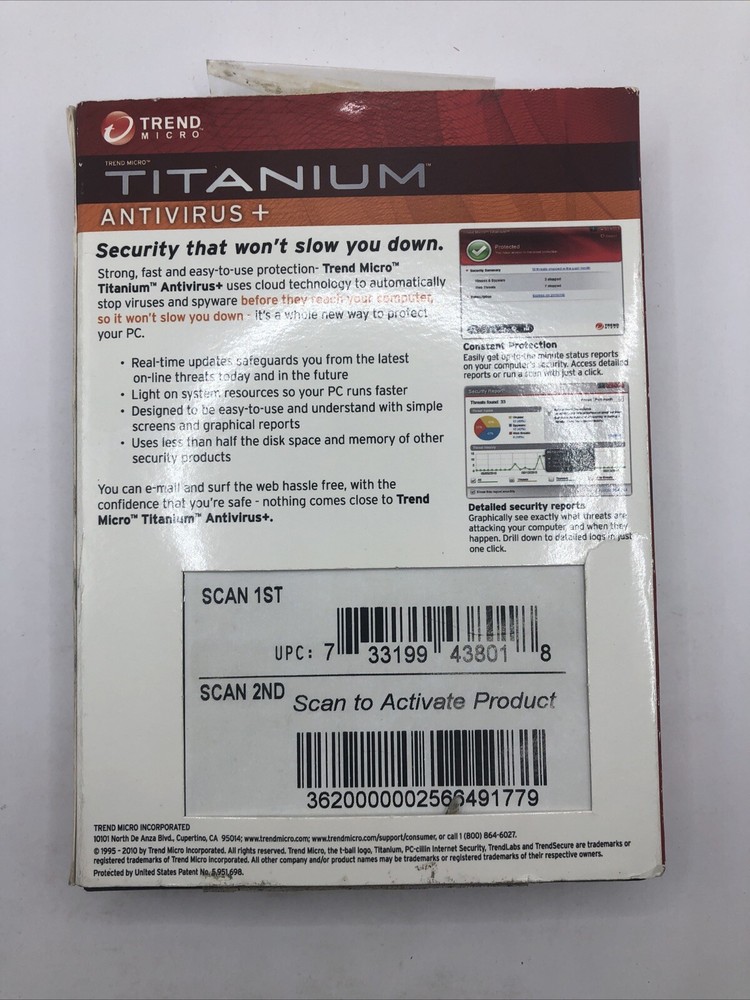 TREND
MICRO
TREND MICRO™
TITANIUM™
ANTIVIRUS +
Security that won't slow you down.
Strong, fast and easy-to-use protection- Trend Micro™
Titanium™ Antivirus+ uses cloud technology to automatically
stop viruses and spyware before they reach your computer,
so it won't slow you down - it's a whole new way to protect
your PC.
• Real-time updates safeguards you from the latest
on-line threats today and in the future
• Light on system resources so your PC runs faster
• Designed to be easy-to-use and understand with simple
screens and graphical reports
• Uses less than half the disk space and memory of other
security products
You can e-mail and surf the web hassle free, with the
confidence that you're safe - nothing comes close to Trend
Micro™ Titanium™ Antivirus+.
Protected
Security Summary
Constant Protection
Easily get up-to-the minute status reports
on your computer's security. Access detailed
reports or run a scan with just a click.
Security Report
Threats found: 35
Detailed security reports
Graphically see exactly what threats are
attacking your computer and when they
happen. Drill down to detailed logs in just
one click.
SCAN 1ST
UPC: 7 33199 43801 8
SCAN 2ND Scan to Activate Product
3620000002566491779
TREND MICRO INCORPORATED
10101 North De Anza Blvd., Cupertino, CA 95014; www.trendmicro.com; www.trendmicro.com/support/consumer, or call 1 (800) 864-6027.
© 1995 - 2010 by Trend Micro Incorporated. All rights reserved. Trend Micro, the t-ball logo, Titanium, PC-cillin Internet Security, TrendLabs and TrendSecure are trademarks or
registered trademarks of Trend Micro Incorporated. All other company and/or product names may be trademarks or registered trademarks of their respective owners.
Protected by United States Patent No. 5,951,698.